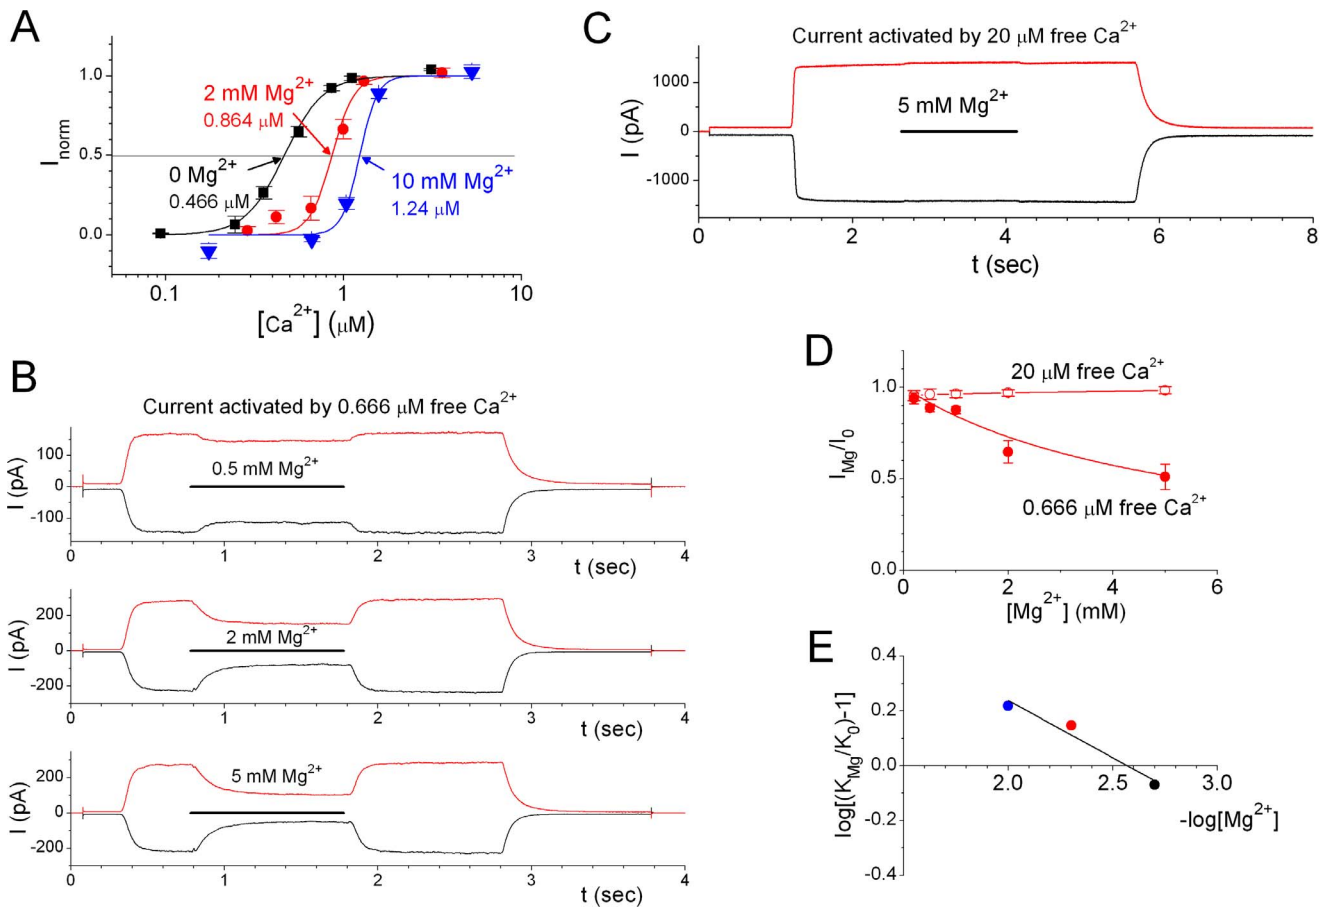 A
I_norm
1.0
0.5
0.0
2 mM Mg²⁺
0.864 μM
0 Mg²⁺
0.466 μM
10 mM Mg²⁺
1.24 μM
0.1 1 10
[Ca²⁺] (μM)
B
Current activated by 0.666 μM free Ca²⁺
I (pA)
100
0
-100
0.5 mM Mg²⁺
0 1 2 3 4
t (sec)
I (pA)
200
0
-200
2 mM Mg²⁺
0 1 2 3 4
t (sec)
I (pA)
200
0
-200
5 mM Mg²⁺
0 1 2 3 4
t (sec)
C
Current activated by 20 μM free Ca²⁺
I (pA)
1000
0
-1000
5 mM Mg²⁺
0 2 4 6 8
t (sec)
D
I_Mg/I_0
1.0
0.5
0.0
20 μM free Ca²⁺
0.666 μM free Ca²⁺
0 2 4 6
[Mg²⁺] (mM)
E
log[(K_Mg/K_0)-1]
0.4
0.2
0.0
-0.2
-0.4
2.0 2.5 3.0
-log[Mg²⁺]